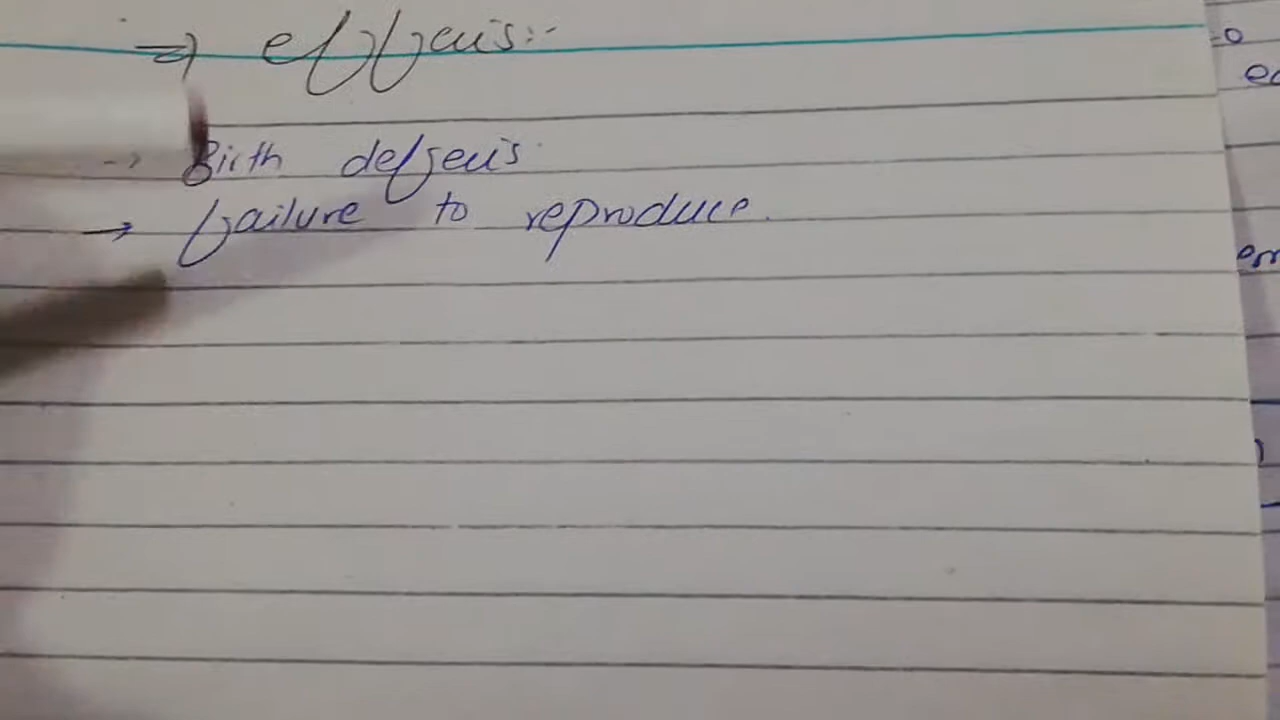 ⇒ effects:-
→ Birth defects.
→ failure to reproduce.